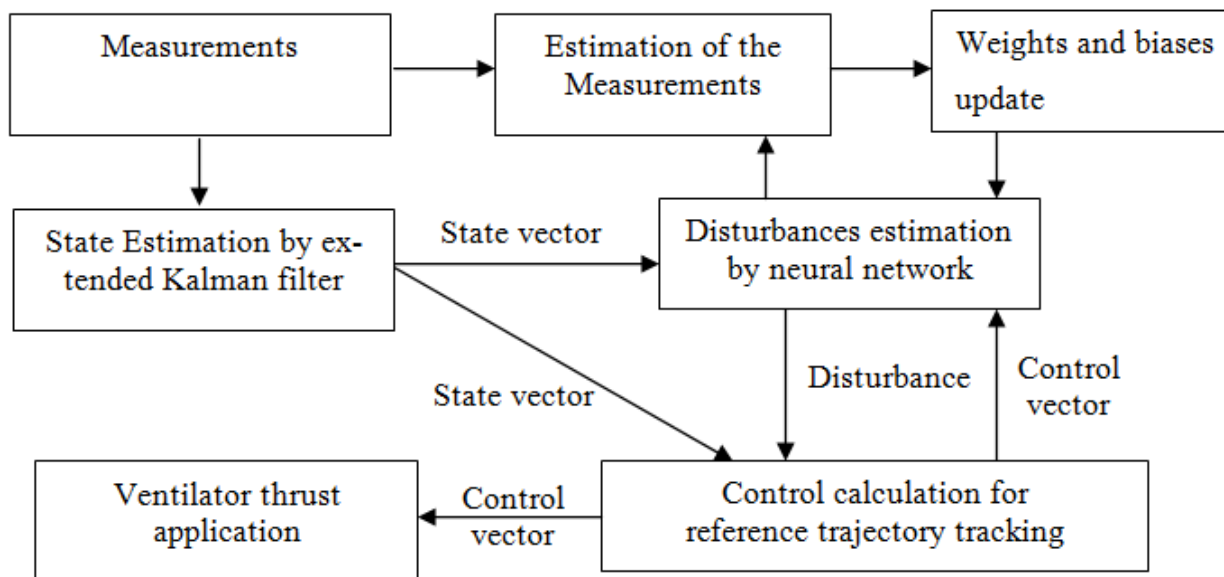 Measurements
Estimation of the
Measurements
Weights and biases
update
State Estimation by ex-
tended Kalman filter
State vector
Disturbances estimation
by neural network
State vector
Disturbance
Control
vector
Ventilator thrust
application
Control
vector
Control calculation for
reference trajectory tracking